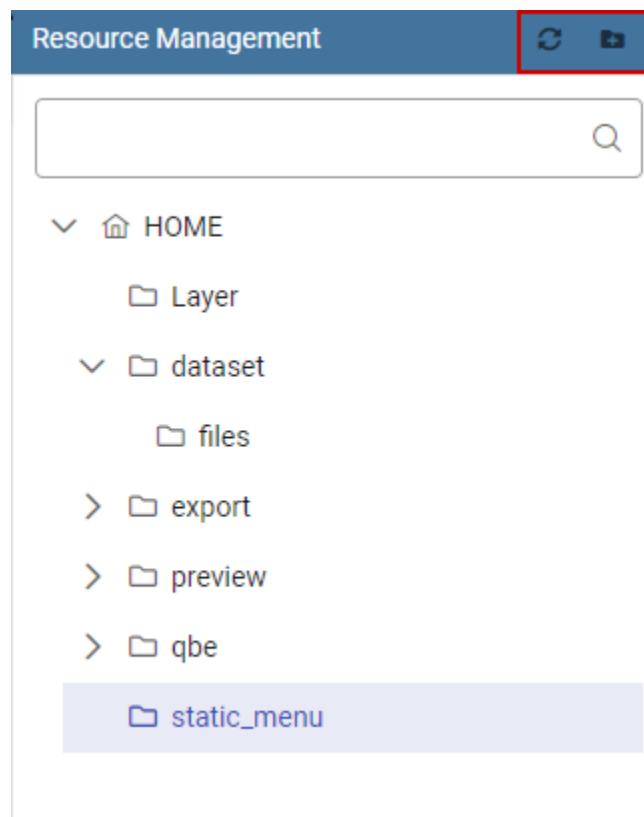 Resource Management
HOME
Layer
dataset
files
export
preview
qbe
static_menu